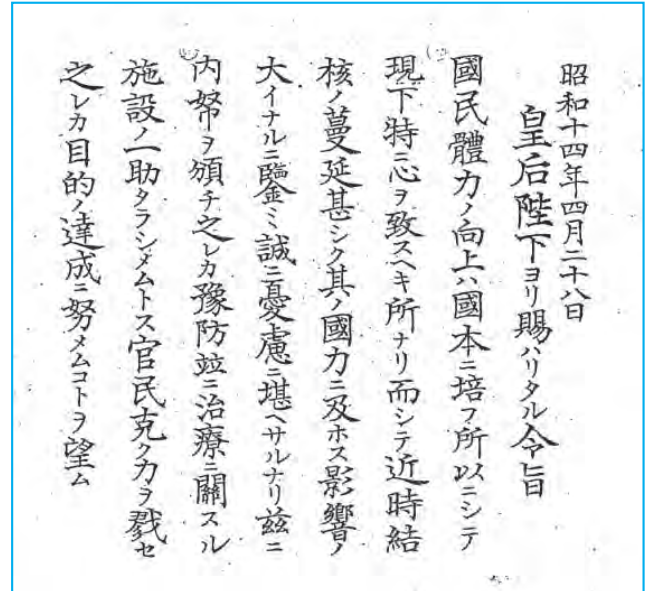 昭和十四年四月二十八日
皇后陛下ヨリ賜ハリタル令旨
國民體力ノ向上ハ國本ニ培フ所以ニシテ
現下特ニ心ヲ致スヘキ所ナリ而シテ近時結
核ノ蔓延甚シク其ノ國力ニ及ホス影響ノ
大イナルニ鑒ミ誠ニ憂慮ニ堪ヘサルナリ茲ニ
内帑ヲ頒チ之レカ豫防竝ニ治療ニ關スル
施設ノ一助タラシメムトス官民克ク力ヲ戮セ
之レカ目的ノ達成ニ努メムコトヲ望ム